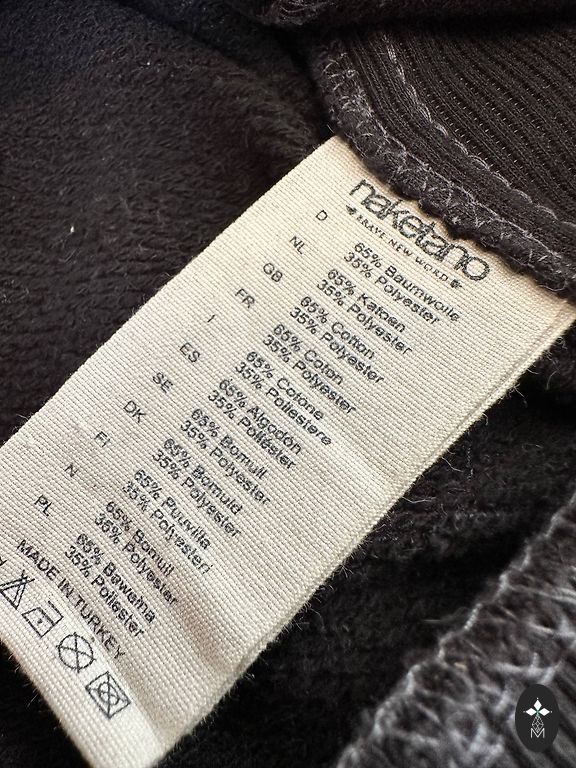 naketano
BRAVE NEW WORD
D 65% Baumwolle
35% Polyester
NL 65% Katoen
35% Polyester
GB 65% Cotton
35% Polyester
FR 65% Coton
35% Polyester
I 65% Cotone
35% Poliestere
ES 65% Algodón
35% Poliéster
SE 65% Bomull
35% Polyester
DK 65% Bomuld
35% Polyester
FI 65% Puuvilla
35% Polyesteri
N 65% Bomull
35% Polyester
PL 65% Bawełna
35% Poliester
MADE IN TURKEY
M